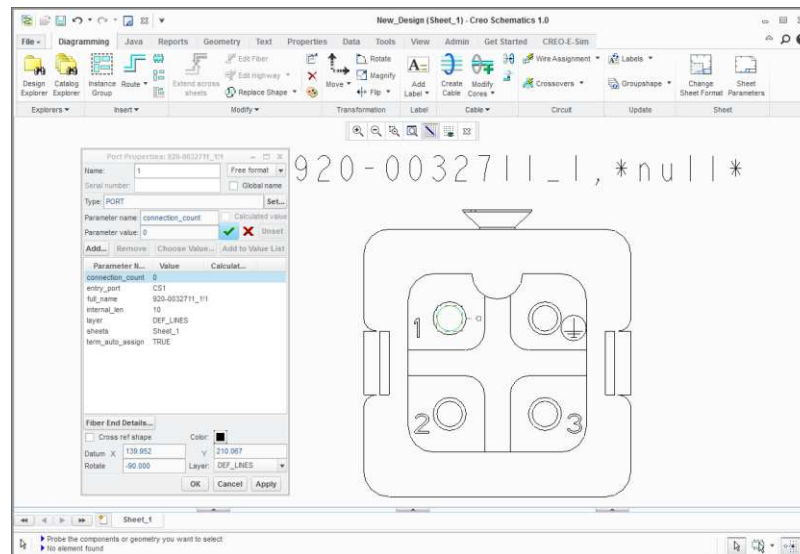 New_Design (Sheet_1) - Creo Schematics 1.0
File Diagramming Java Reports Geometry Text Properties Data Tools View Admin Get Started CREO-E-Sim
Design Explorer
Catalog Explorer
Instance Group
Route
Extend across sheets
Edit Fiber
Edit Highway
Replace Shape
Move
Rotate
Magnify
Flip
Add Label
Create Cable
Modify Cores
Wire Assignment
Crossovers
Labels
Groupshape
Change Sheet Format
Sheet Parameters
Explorers Insert Modify Transformation Label Cable Circuit Update Sheet
920-0032711_1,*null*
Port Properties: 920-0032711_1!1
Name: 1 Free format
Serial number: Global name
Type: PORT Set...
Parameter name: connection_count Calculated value
Parameter value: 0 Unset
Add... Remove Choose Value... Add to Value List
Parameter N... Value Calculat...
connection_count 0
entry_port CS1
full_name 920-0032711_1!1
internal_len 10
layer DEF_LINES
sheets Sheet_1
term_auto_assign TRUE
Fiber End Details...
Cross ref shape Color:
Datum X 139.952 Y 210.067
Rotate -90.000 Layer: DEF_LINES
OK Cancel Apply
1
2 3
Sheet_1
Probe the components or geometry you want to select
No element found